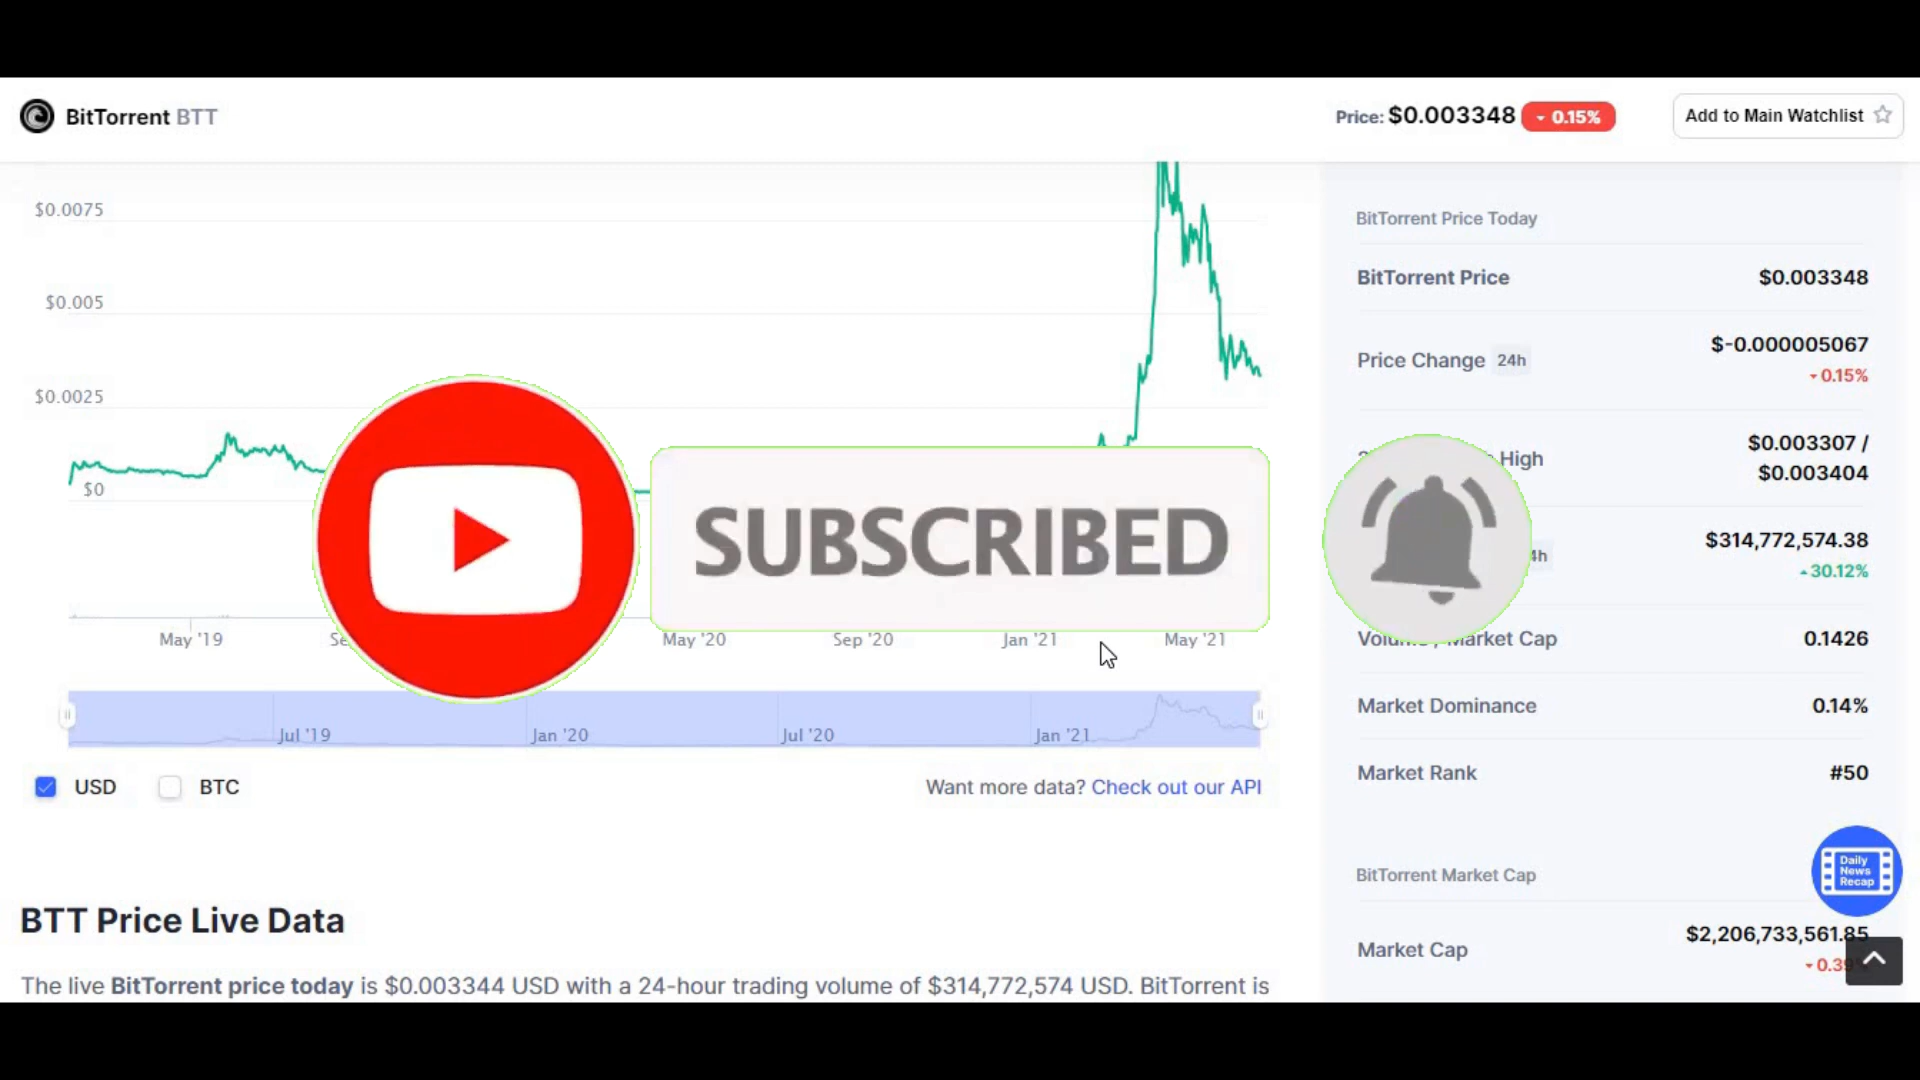 BitTorrent BTT
Price: $0.003348 0.15%
Add to Main Watchlist
$0.0075
$0.005
$0.0025
$0
May '19
May '20
Sep '20
Jan '21
May '21
SUBSCRIBED
Jul '19
Jan '20
Jul '20
Jan '21
USD
BTC
Want more data? Check out our API
BTT Price Live Data
The live BitTorrent price today is $0.003344 USD with a 24-hour trading volume of $314,772,574 USD. BitTorrent is
BitTorrent Price Today
BitTorrent Price $0.003348
Price Change 24h $-0.000005067
0.15%
High $0.003307 /
$0.003404
$314,772,574.38
30.12%
Market Cap 0.1426
Market Dominance 0.14%
Market Rank #50
BitTorrent Market Cap
Daily
News
Recap
Market Cap $2,206,733,561.85